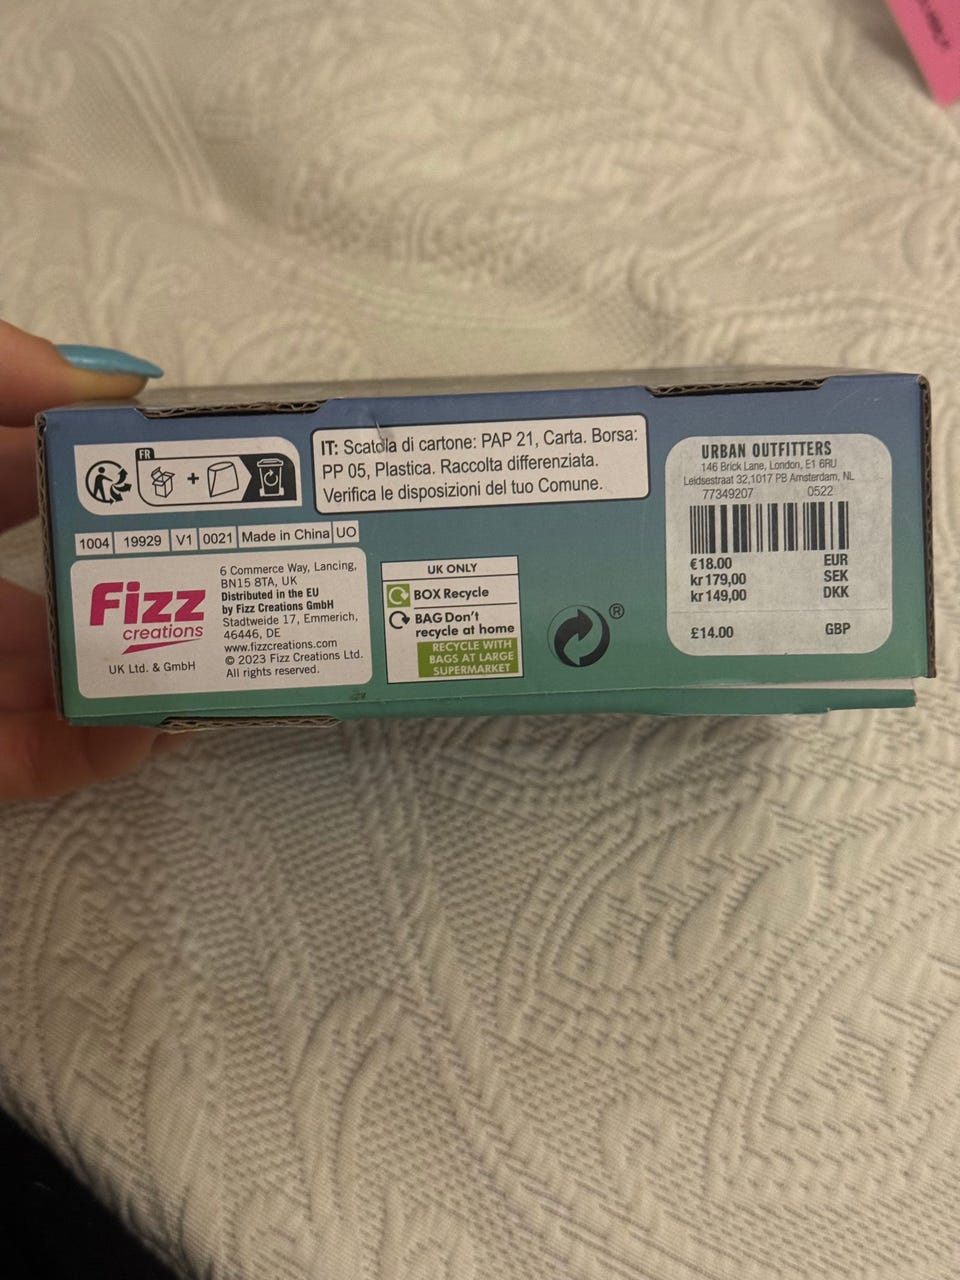 FR
+
1004 19929 V1 0021 Made in China UO
Fizz
creations
UK Ltd. & GmbH
6 Commerce Way, Lancing,
BN15 8TA, UK
Distributed in the EU
by Fizz Creations GmbH
Stadtweide 17, Emmerich,
46446, DE
www.fizzcreations.com
© 2023 Fizz Creations Ltd.
All rights reserved.
IT: Scatola di cartone: PAP 21, Carta. Borsa:
PP 05, Plastica. Raccolta differenziata.
Verifica le disposizioni del tuo Comune.
UK ONLY
BOX Recycle
BAG Don't
recycle at home
RECYCLE WITH
BAGS AT LARGE
SUPERMARKET
®
URBAN OUTFITTERS
146 Brick Lane, London, E1 6RU
Leidsestraat 32,1017 PB Amsterdam, NL
77349207 0522
€18.00 EUR
kr179,00 SEK
kr149,00 DKK
£14.00 GBP